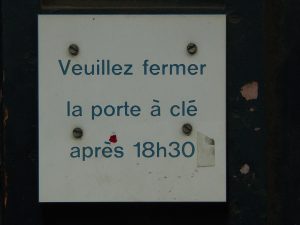 Veuillez fermer
la porte à clé
après 18h30